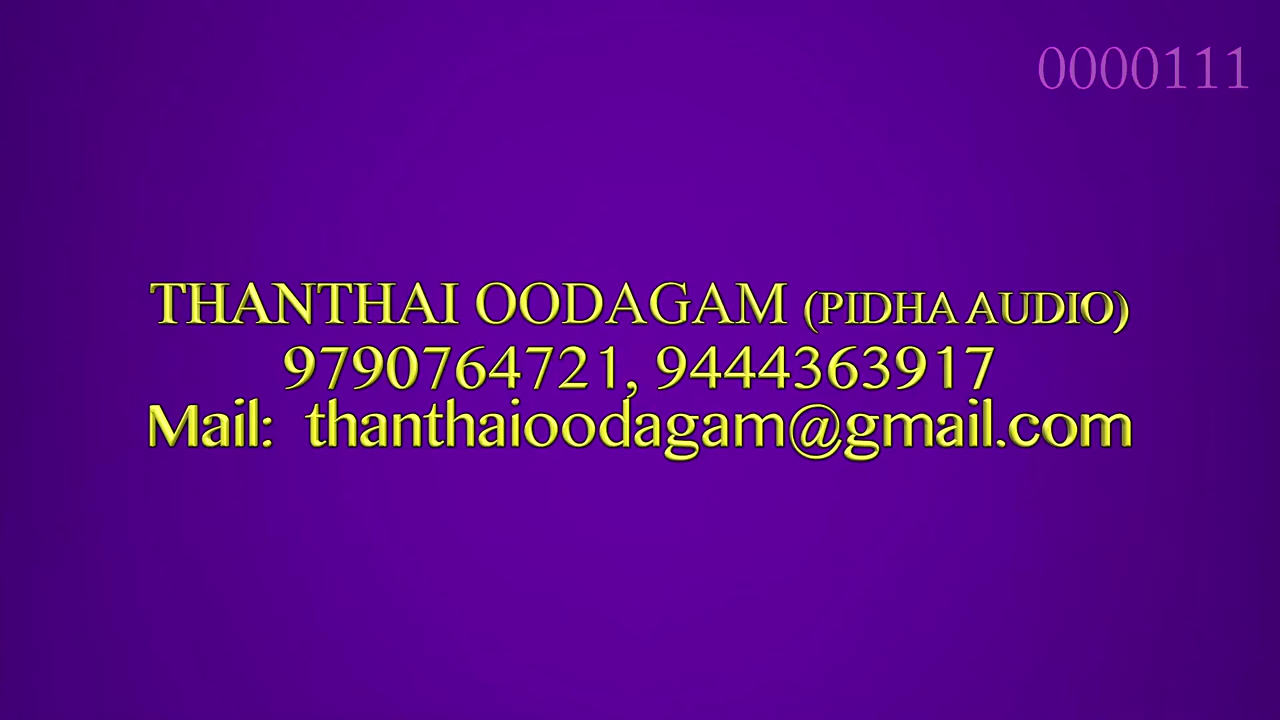 0000111
THANTHAI OODAGAM (PIDHA AUDIO)
9790764721, 9444363917
Mail: thanthaioodagam@gmail.com